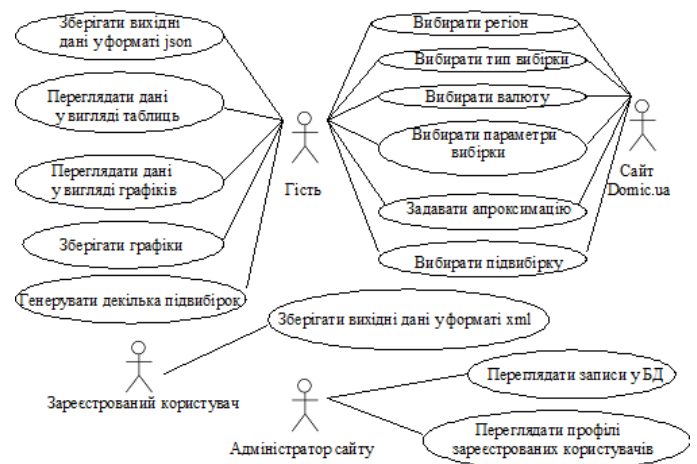 Зберігати вихідні
дані у форматі json
Переглядати дані
у вигляді таблиць
Переглядати дані
у вигляді графіків
Зберігати графіки
Генерувати декілька підвибірок
Гість
Вибирати регіон
Вибирати тип вибірки
Вибирати валюту
Вибирати параметри
вибірки
Задавати апроксимацію
Вибирати підвибірку
Сайт
Domic.ua
Зберігати вихідні дані у форматі xml
Зареєстрований користувач
Переглядати записи у БД
Адміністратор сайту
Переглядати профілі
зареєстрованих користувачів